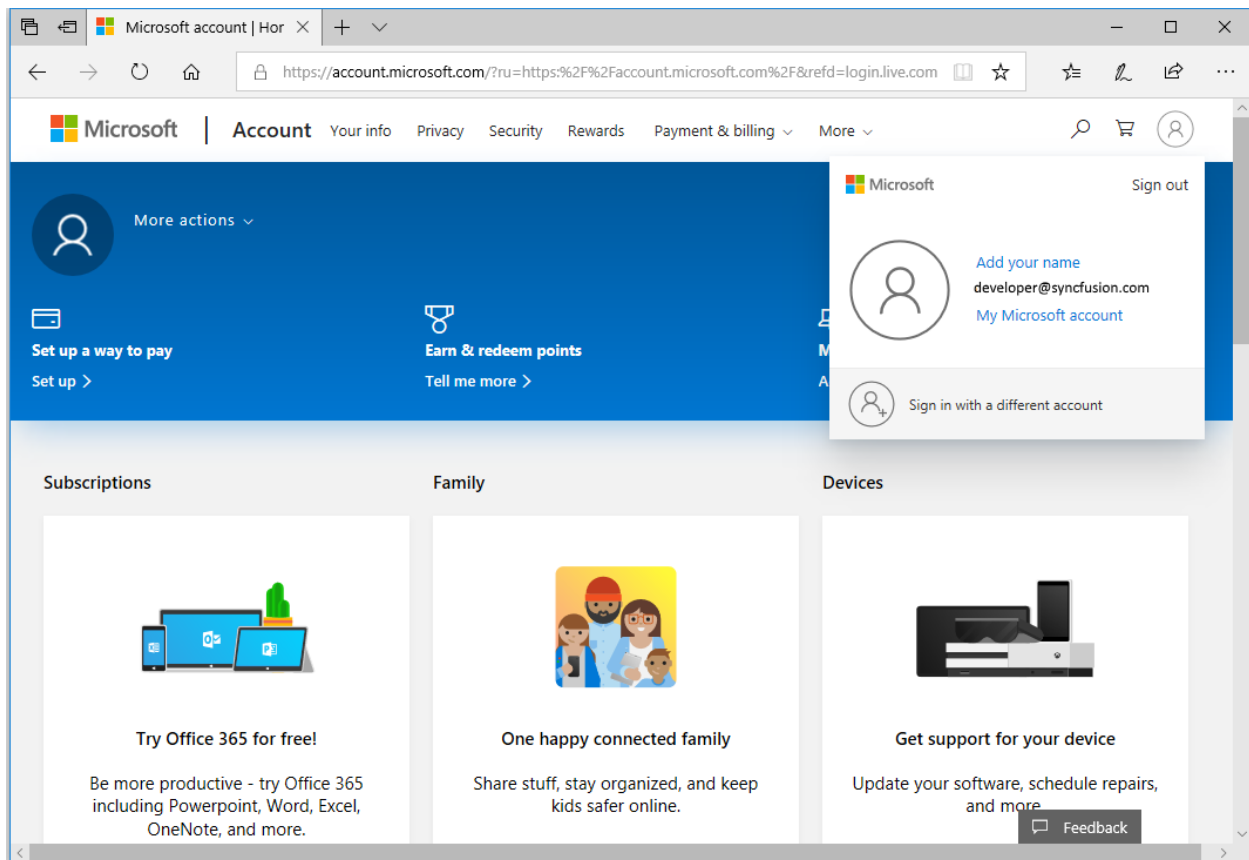 Microsoft account | Hor
https://account.microsoft.com/?ru=https:%2F%2Faccount.microsoft.com%2F&refd=login.live.com
Microsoft | Account Your info Privacy Security Rewards Payment & billing More
Microsoft Sign out
More actions
Add your name
developer@syncfusion.com
My Microsoft account
Set up a way to pay Earn & redeem points M
Set up Tell me more A
Sign in with a different account
Subscriptions Family Devices
Try Office 365 for free! One happy connected family Get support for your device
Be more productive - try Office 365 Share stuff, stay organized, and keep Update your software, schedule repairs,
including Powerpoint, Word, Excel, kids safer online. and more
OneNote, and more. Feedback